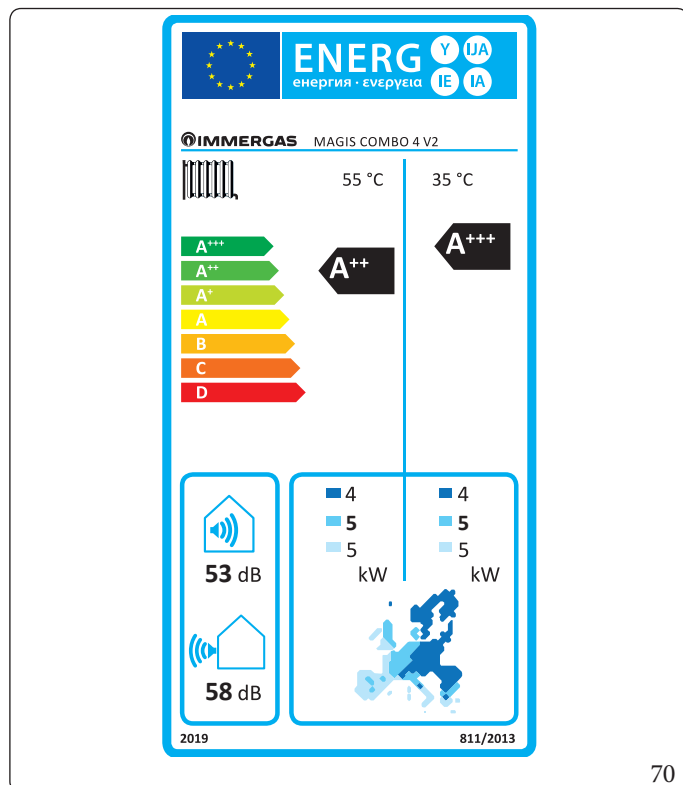 ENERG Y IJA
енергия · ενεργεια IE IA
IMMERGAS MAGIS COMBO 4 V2
55 °C 35 °C
A+++
A++
A+
A
B
C
D
A++
A+++
53 dB
58 dB
4 4
5 5
5 5
kW kW
2019 811/2013
70